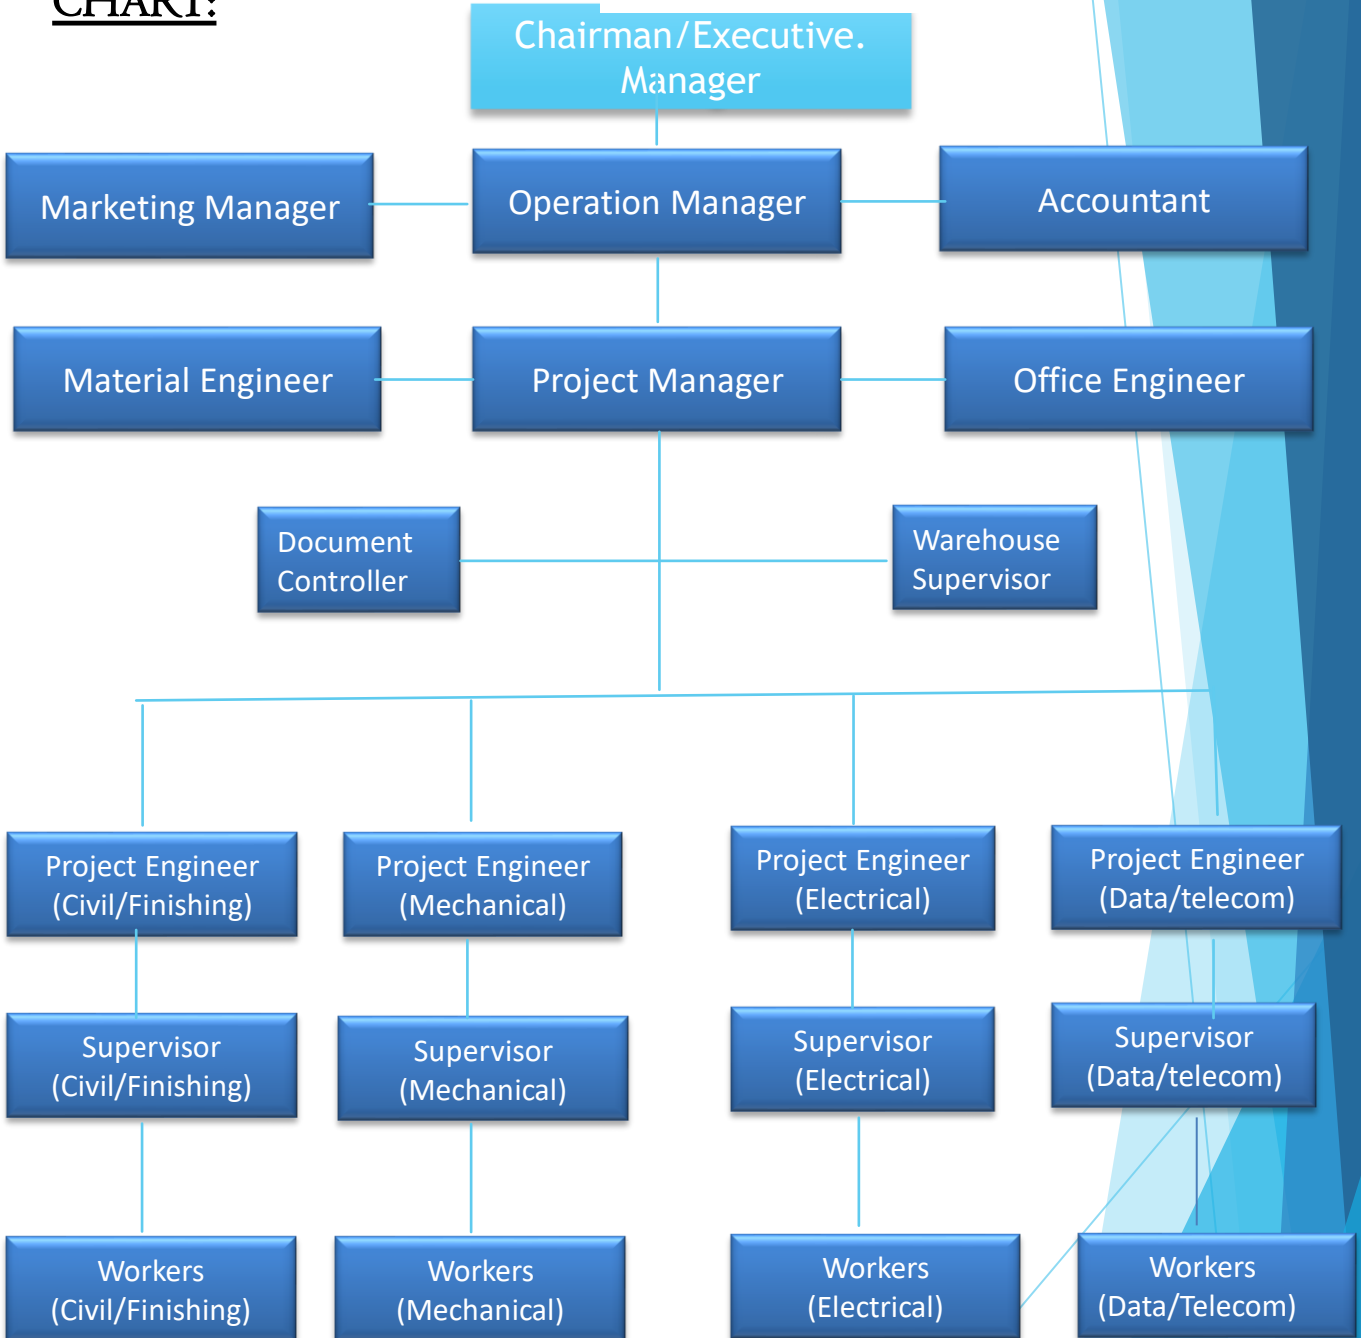 CHART:
Chairman/Executive.
Manager
Marketing Manager
Operation Manager
Accountant
Material Engineer
Project Manager
Office Engineer
Document
Controller
Warehouse
Supervisor
Project Engineer
(Civil/Finishing)
Project Engineer
(Mechanical)
Project Engineer
(Electrical)
Project Engineer
(Data/telecom)
Supervisor
(Civil/Finishing)
Supervisor
(Mechanical)
Supervisor
(Electrical)
Supervisor
(Data/telecom)
Workers
(Civil/Finishing)
Workers
(Mechanical)
Workers
(Electrical)
Workers
(Data/Telecom)